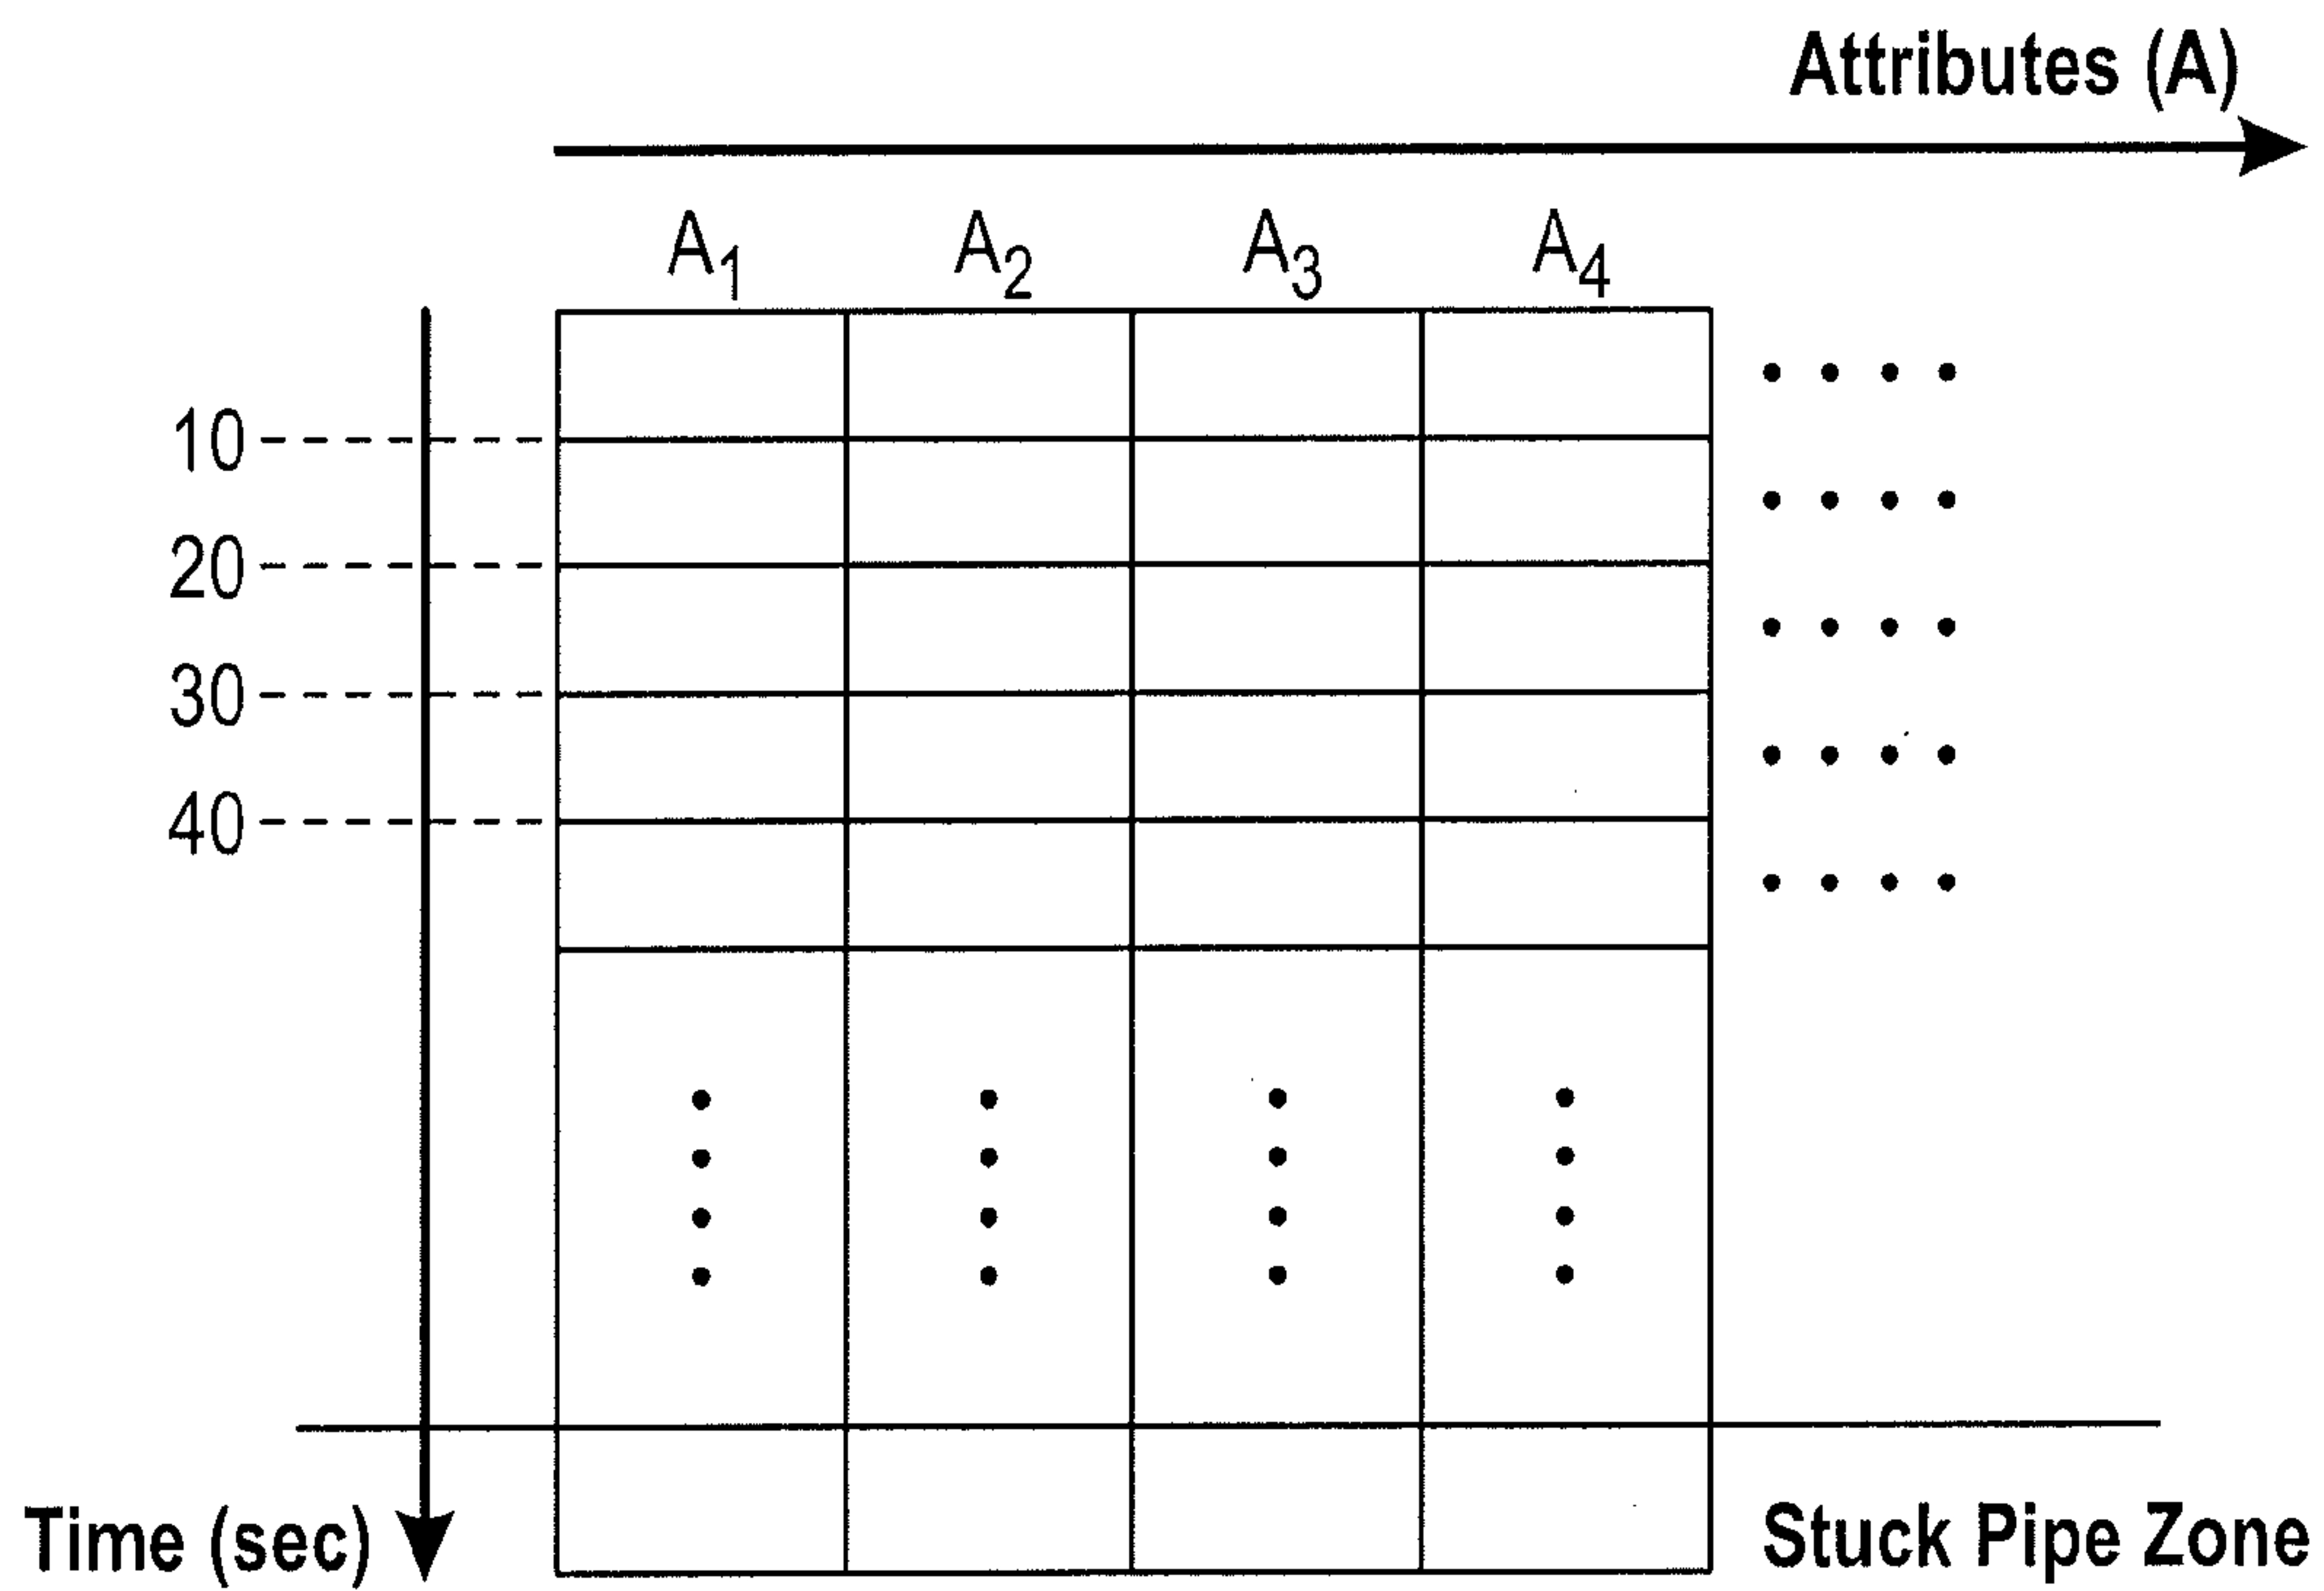 Attributes (A)
A1 A2 A3 A4
10
20
30
40
Time (sec)
Stuck Pipe Zone